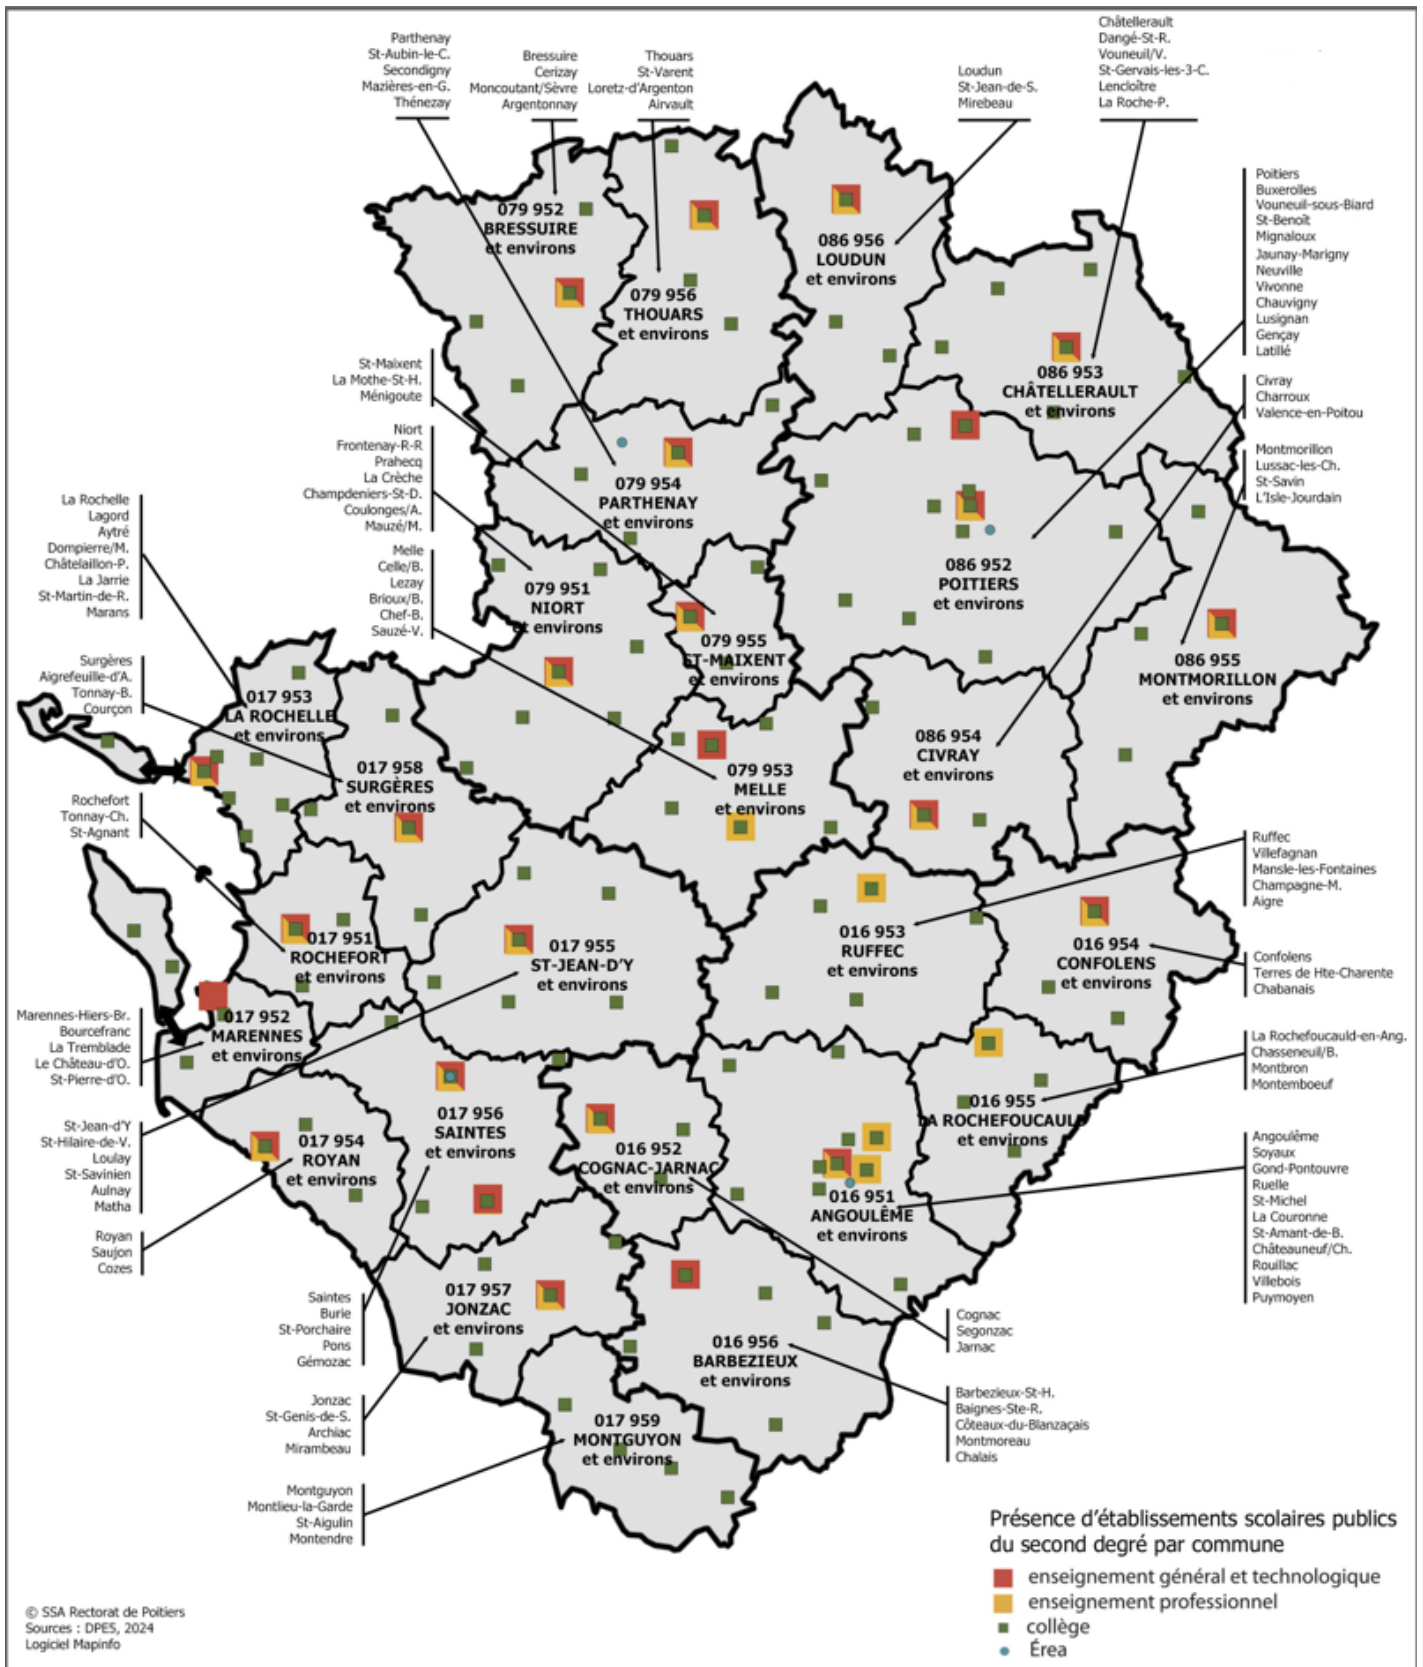 Parthenay
St-Aubin-le-C.
Secondigny
Mazières-en-G.
Thénezay
Bressuire
Cerizay
Moncoutant/Sèvre
Argentonnay
Thouars
St-Varent
Loretz-d'Argenton
Airvault
Loudun
St-Jean-de-S.
Mirebeau
Châtellerault
Dangé-St-R.
Vouneuil/V.
St-Gervais-les-3-C.
Lencloître
La Roche-P.
Poitiers
Buxerolles
Vouneuil-sous-Biard
St-Benoît
Mignaloux
Jaunay-Marigny
Neuville
Vivonne
Chauvigny
Lusignan
Gençay
Latillé
Civray
Charroux
Valence-en-Poitou
Montmorillon
Lussac-les-Ch.
St-Savin
L'Isle-Jourdain
St-Maixent
La Mothe-St-H.
Ménigoute
Niort
Frontenay-R-R
Prahecq
La Crèche
Champdeniers-St-D.
Coulonges/A.
Mauzé/M.
Melle
Celle/B.
Lezay
Brioux/B.
Chef-B.
Sauzé-V.
La Rochelle
Lagord
Aytré
Dompierre/M.
Châtelaillon-P.
La Jarrie
St-Martin-de-R.
Marans
Surgères
Aigrefeuille-d'A.
Tonnay-B.
Courçon
Rochefort
Tonnay-Ch.
St-Agnant
Marennes-Hiers-Br.
Bourcefranc
La Tremblade
Le Château-d'O.
St-Pierre-d'O.
St-Jean-d'Y
St-Hilaire-de-V.
Loulay
St-Savinien
Aulnay
Matha
Royan
Saujon
Cozes
Saintes
Burie
St-Porchaire
Pons
Gémozac
Jonzac
St-Genis-de-S.
Archiac
Mirambeau
Montguyon
Montlieu-la-Garde
St-Aigulin
Montendre
Ruffec
Villefagnan
Mansle-les-Fontaines
Champagne-M.
Aigre
Confolens
Terres de Hte-Charente
Chabanais
La Rochefoucauld-en-Ang.
Chasseneuil/B.
Montbron
Montemboeuf
Angoulême
Soyaux
Gond-Pontouvre
Ruelle
St-Michel
La Couronne
St-Amant-de-B.
Châteauneuf/Ch.
Rouillac
Villebois
Puymoyen
Cognac
Segonzac
Jarnac
Barbezieux-St-H.
Baignes-Ste-R.
Côteaux-du-Blanzaçais
Montmoreau
Chalais
079 952
BRESSUIRE
et environs
079 956
THOUARS
et environs
086 956
LOUDUN
et environs
086 953
CHÂTELLERAULT
et environs
079 954
PARTHENAY
et environs
086 952
POITIERS
et environs
079 951
NIORT
et environs
079 955
ST-MAIXENT
et environs
086 955
MONTMORILLON
et environs
017 953
LA ROCHELLE
et environs
017 958
SURGÈRES
et environs
079 953
MELLE
et environs
086 954
CIVRAY
et environs
017 951
ROCHEFORT
et environs
017 955
ST-JEAN-D'Y
et environs
016 953
RUFFEC
et environs
016 954
CONFOLENS
et environs
017 952
MARENNES
et environs
017 956
SAINTES
et environs
017 954
ROYAN
et environs
016 952
COGNAC-JARNAC
et environs
016 955
LA ROCHEFOUCAULD
et environs
016 951
ANGOULÊME
et environs
017 957
JONZAC
et environs
016 956
BARBEZIEUX
et environs
017 959
MONTGUYON
et environs
Présence d'établissements scolaires publics
du second degré par commune
enseignement général et technologique
enseignement professionnel
collège
Érea
© SSA Rectorat de Poitiers
Sources : DPES, 2024
Logiciel Mapinfo